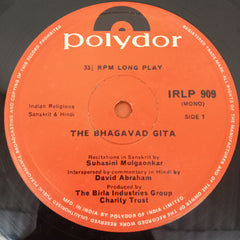 polydor
33⅓ RPM LONG PLAY
IRLP 909
(MONO)
Indian Religious
Sanskrit & Hindi
SIDE 1
THE BHAGAVAD GITA
Recitations in Sanskrit by
Suhasini Mulgaonkar
Interspersed by commentary in Hindi by
David Abraham
Produced by
The Birla Industries Group
Charity Trust
MFG. IN INDIA BY POLYDOR OF INDIA LIMITED.